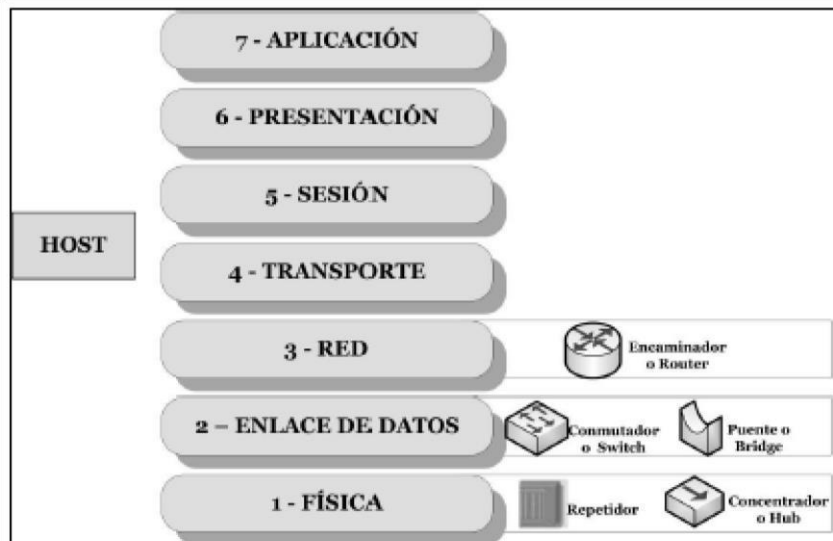 7 - APLICACIÓN
6 - PRESENTACIÓN
5 - SESIÓN
HOST
4 - TRANSPORTE
3 - RED
Encaminador
o Router
2 – ENLACE DE DATOS
Conmutador
o Switch
Puente o
Bridge
1 - FÍSICA
Repetidor
Concentrador
o Hub